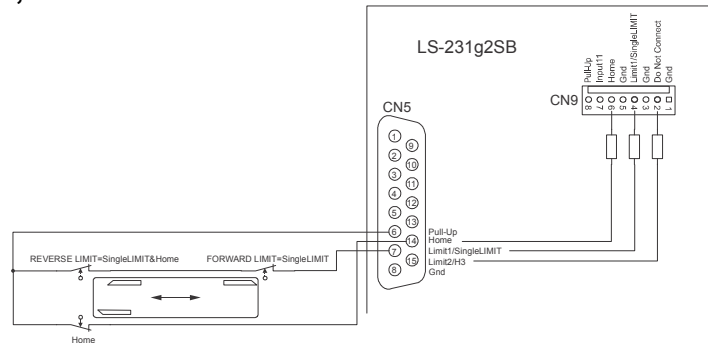 LS-231g2SB
Pull-Up
Input11
Home
Gnd
Limit1/SingleLIMIT
Gnd
Do Not Connect
Gnd
CN9
8
7
6
5
4
3
2
1
CN5
1
9
2
10
3
11
4
12
5
13
6
14
7
15
8
Pull-Up
Home
Limit1/SingleLIMIT
Limit2/H3
Gnd
REVERSE LIMIT=SingleLIMIT&Home
FORWARD LIMIT=SingleLIMIT
Home